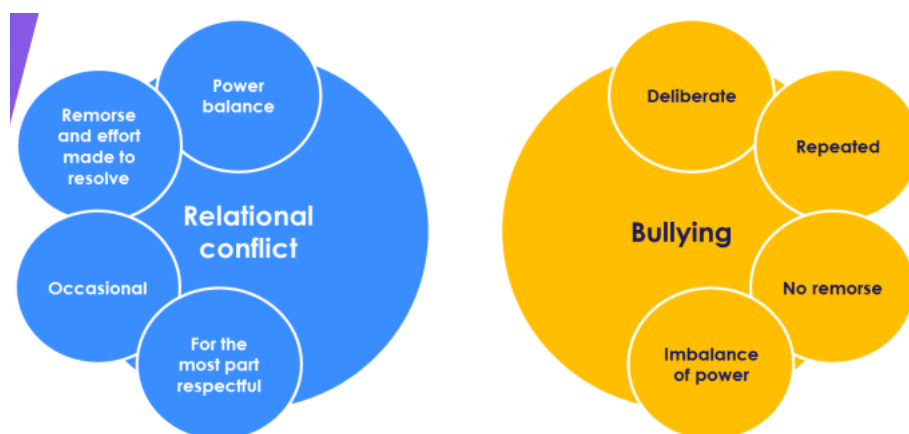 Power
balance
Remorse
and effort
made to
resolve
Relational
conflict
Occasional
For the
most part
respectful
Deliberate
Repeated
Bullying
No remorse
Imbalance
of power